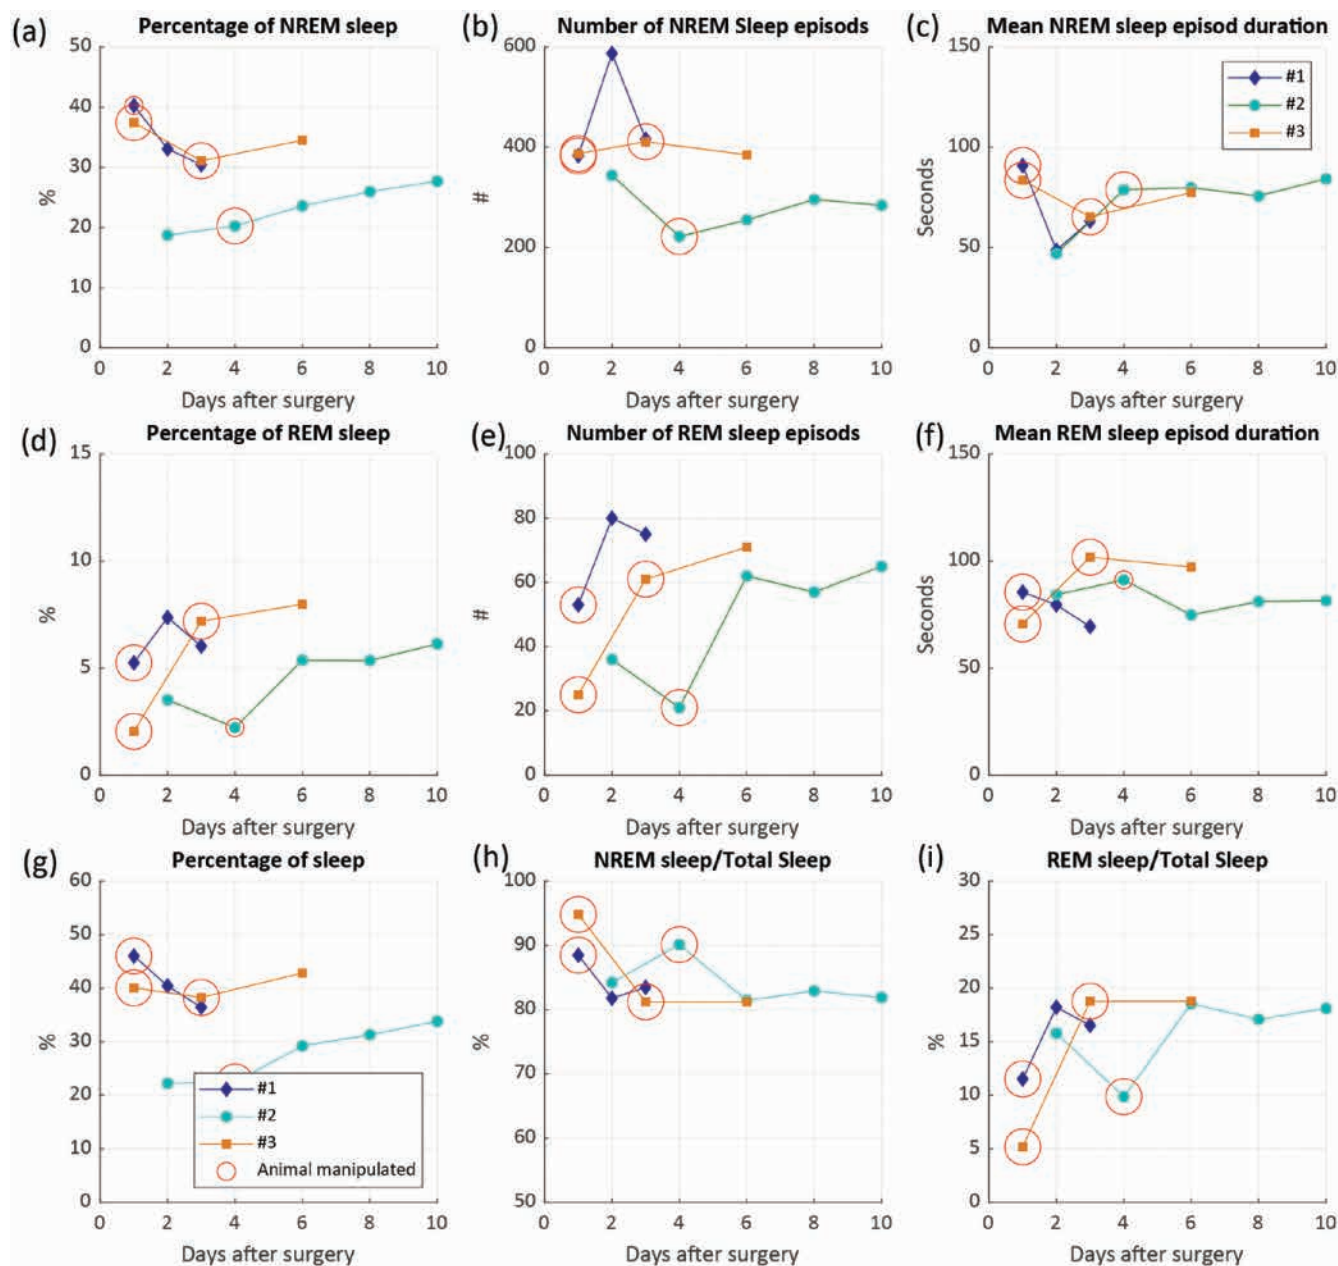 (a) Percentage of NREM sleep
50
40
30
20
10
0
%
0 2 4 6 8 10
Days after surgery
(b) Number of NREM Sleep episods
600
400
200
0
#
0 2 4 6 8 10
Days after surgery
(c) Mean NREM sleep episod duration
150
100
50
0
Seconds
#1
#2
#3
0 2 4 6 8 10
Days after surgery
(d) Percentage of REM sleep
15
10
5
0
%
0 2 4 6 8 10
Days after surgery
(e) Number of REM sleep episods
100
80
60
40
20
0
#
0 2 4 6 8 10
Days after surgery
(f) Mean REM sleep episod duration
150
100
50
0
Seconds
0 2 4 6 8 10
Days after surgery
(g) Percentage of sleep
60
50
40
30
20
10
0
%
#1
#2
#3
Animal manipulated
0 2 4 6 8 10
Days after surgery
(h) NREM sleep/Total Sleep
100
90
80
70
60
50
%
0 2 4 6 8 10
Days after surgery
(i) REM sleep/Total Sleep
30
25
20
15
10
5
0
%
0 2 4 6 8 10
Days after surgery